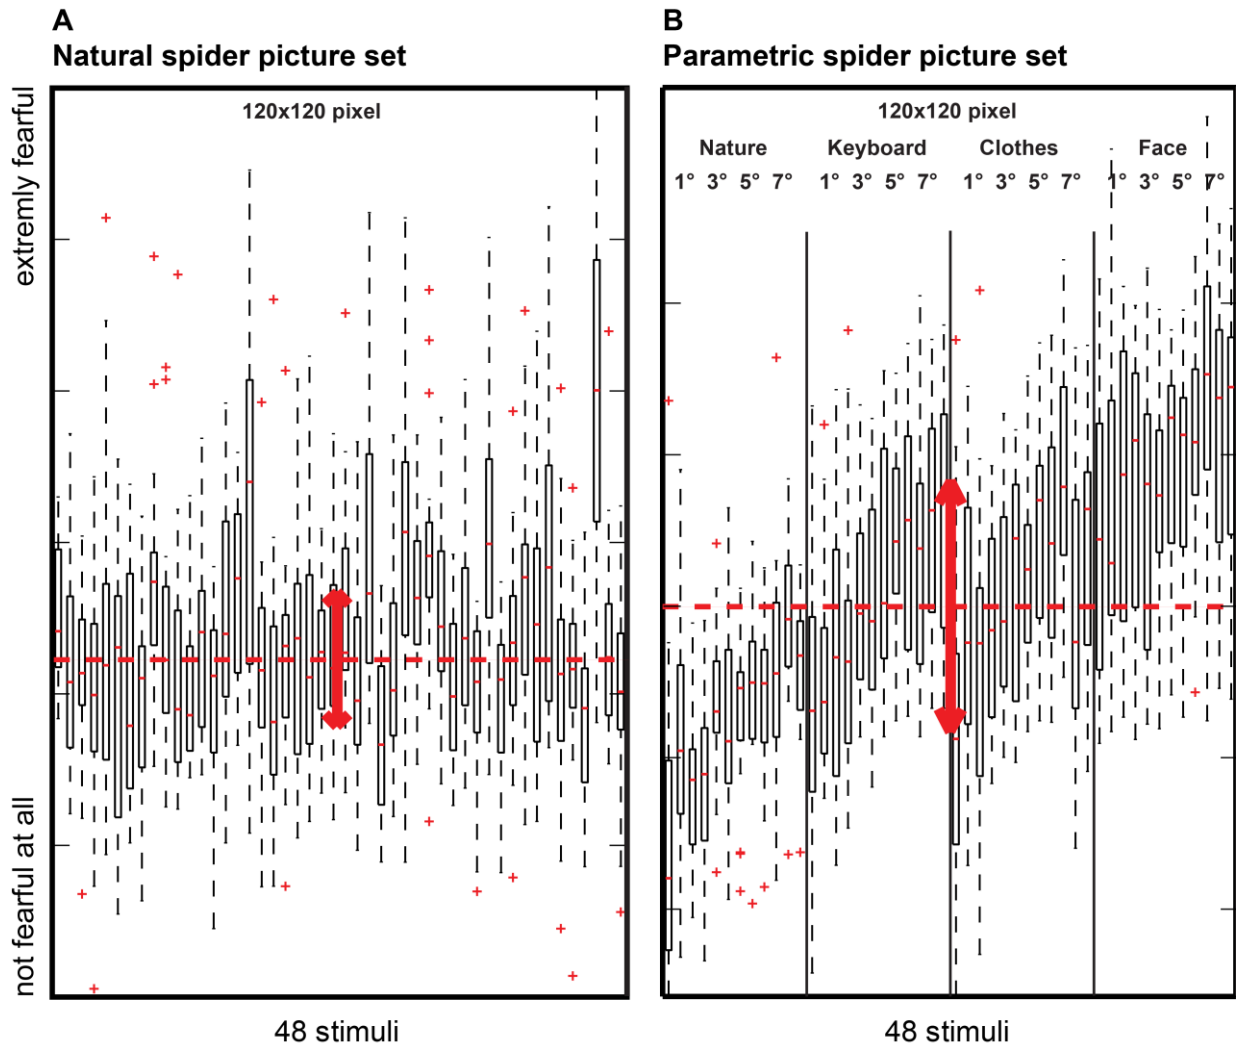 A
Natural spider picture set
120x120 pixel
extremly fearful
not fearful at all
48 stimuli
B
Parametric spider picture set
120x120 pixel
Nature Keyboard Clothes Face
1° 3° 5° 7° 1° 3° 5° 7° 1° 3° 5° 7° 1° 3° 5° 7°
48 stimuli